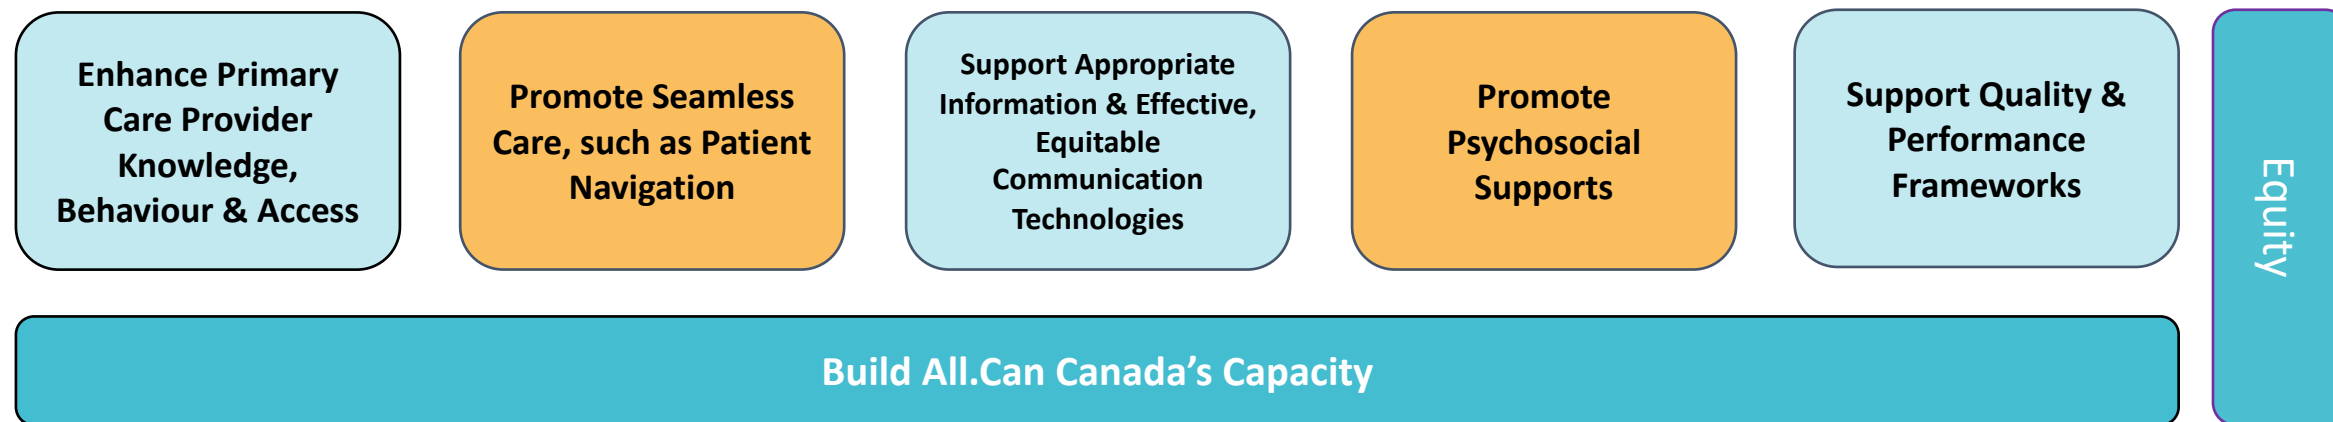 Enhance Primary
Care Provider
Knowledge,
Behaviour & Access
Promote Seamless
Care, such as Patient
Navigation
Support Appropriate
Information & Effective,
Equitable
Communication
Technologies
Promote
Psychosocial
Supports
Support Quality &
Performance
Frameworks
Equity
Build All.Can Canada’s Capacity